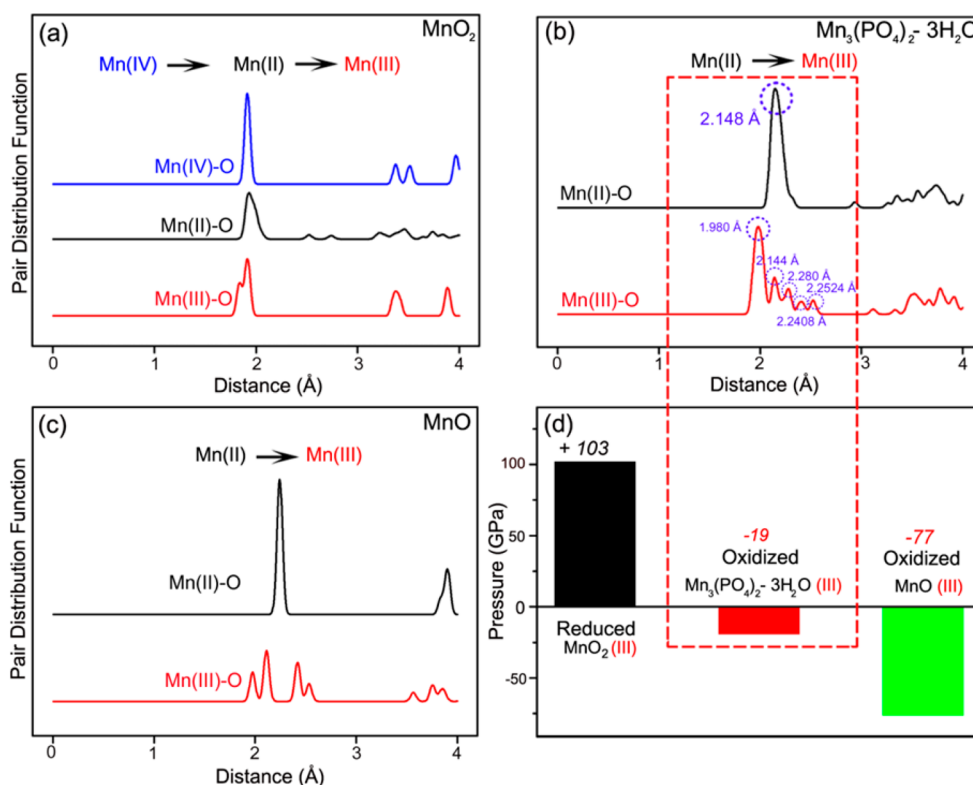 (a)
MnO₂
Mn(IV) → Mn(II) → Mn(III)
Mn(IV)-O
Mn(II)-O
Mn(III)-O
Pair Distribution Function
0 1 2 3 4
Distance (Å)
(b)
Mn₃(PO₄)₂- 3H₂O
Mn(II) → Mn(III)
2.148 Å
Mn(II)-O
1.980 Å
2.144 Å
2.280 Å
2.2524 Å
2.2408 Å
Mn(III)-O
0 1 2 3 4
Distance (Å)
(c)
MnO
Mn(II) → Mn(III)
Mn(II)-O
Mn(III)-O
Pair Distribution Function
0 1 2 3 4
Distance (Å)
(d)
+ 103
-19
Oxidized
Mn₃(PO₄)₂- 3H₂O (III)
-77
Oxidized
MnO (III)
Reduced
MnO₂ (III)
Pressure (GPa)
100
50
0
-50